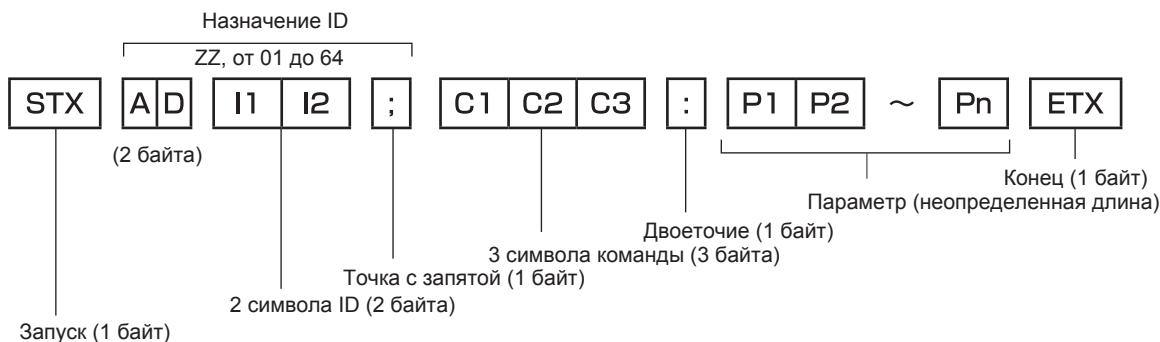 Назначение ID
ZZ, от 01 до 64
STX A D I1 I2 ; C1 C2 C3 : P1 P2 ~ Pn ETX
(2 байта)
Конец (1 байт)
Параметр (неопределенная длина)
Двоеточие (1 байт)
3 символа команды (3 байта)
Точка с запятой (1 байт)
2 символа ID (2 байта)
Запуск (1 байт)